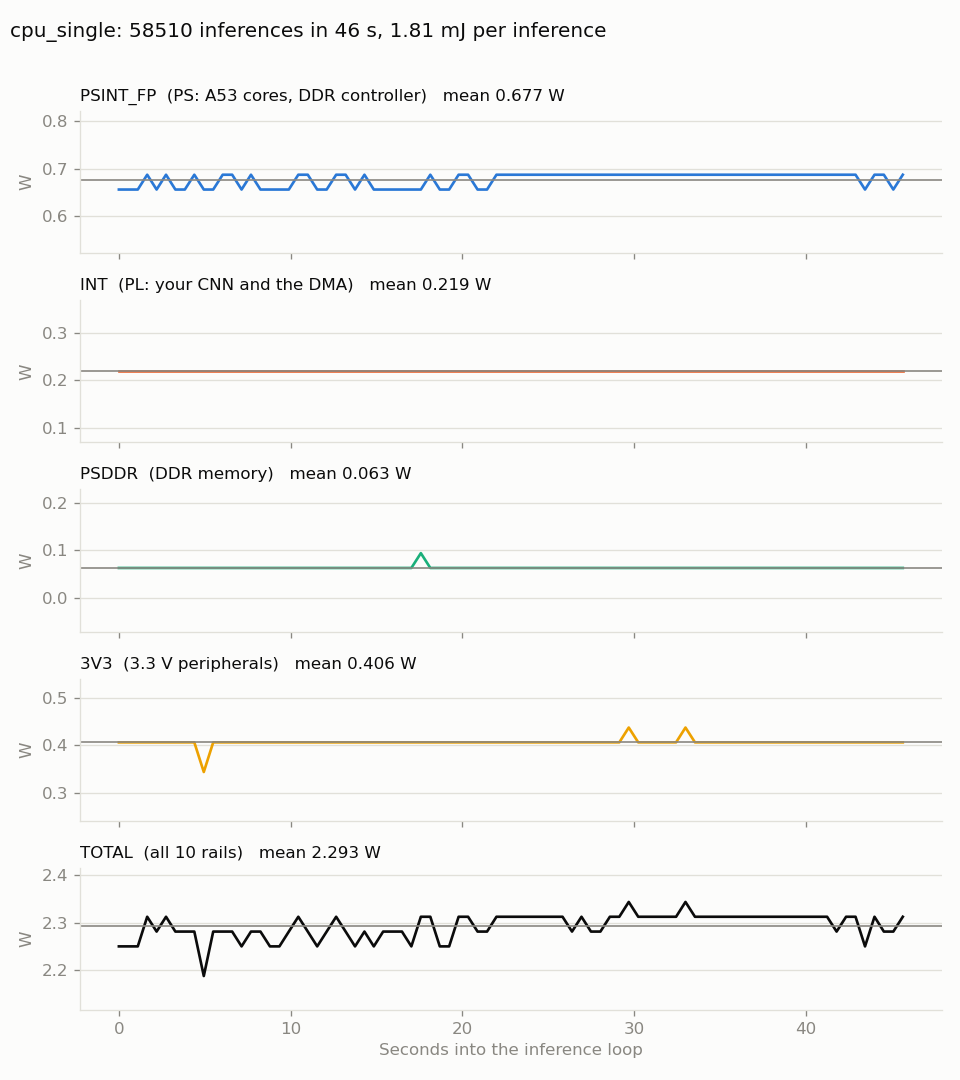 cpu_single: 58510 inferences in 46 s, 1.81 mJ per inference
PSINT_FP (PS: A53 cores, DDR controller) mean 0.677 W
0.8
0.7
0.6
W
INT (PL: your CNN and the DMA) mean 0.219 W
0.3
0.2
0.1
W
PSDDR (DDR memory) mean 0.063 W
0.2
0.1
0.0
W
3V3 (3.3 V peripherals) mean 0.406 W
0.5
0.4
0.3
W
TOTAL (all 10 rails) mean 2.293 W
2.4
2.3
2.2
W
0 10 20 30 40
Seconds into the inference loop